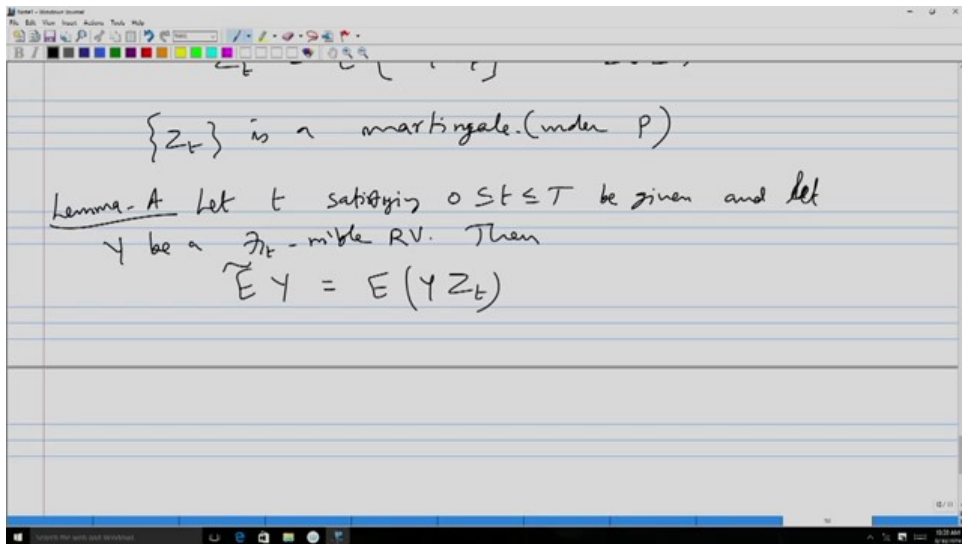 {Z_t} is a martingale. (under P)
Lemma-A Let t satisfying 0 ≤ t ≤ T be given and let
Y be a ℱ_t - m'ble RV. Then
Ẽ Y = E (Y Z_t)